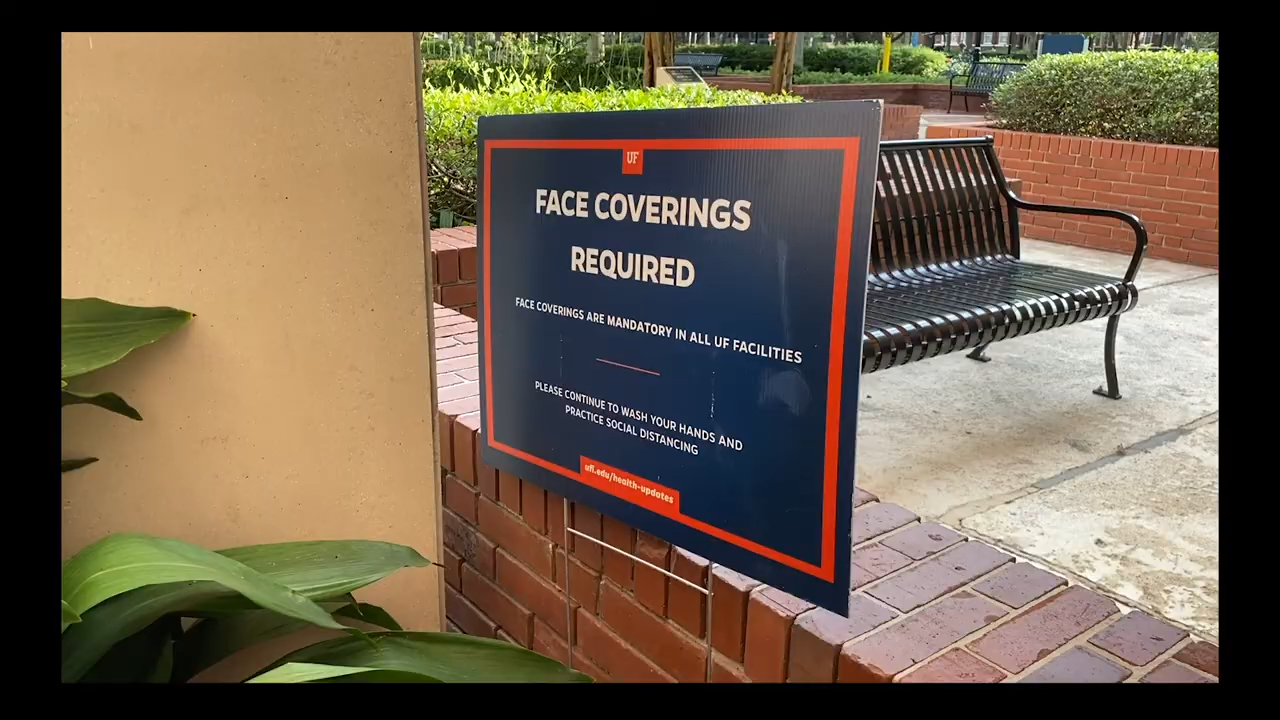 UF
FACE COVERINGS
REQUIRED
FACE COVERINGS ARE MANDATORY IN ALL UF FACILITIES
PLEASE CONTINUE TO WASH YOUR HANDS AND
PRACTICE SOCIAL DISTANCING
ufl.edu/health-updates